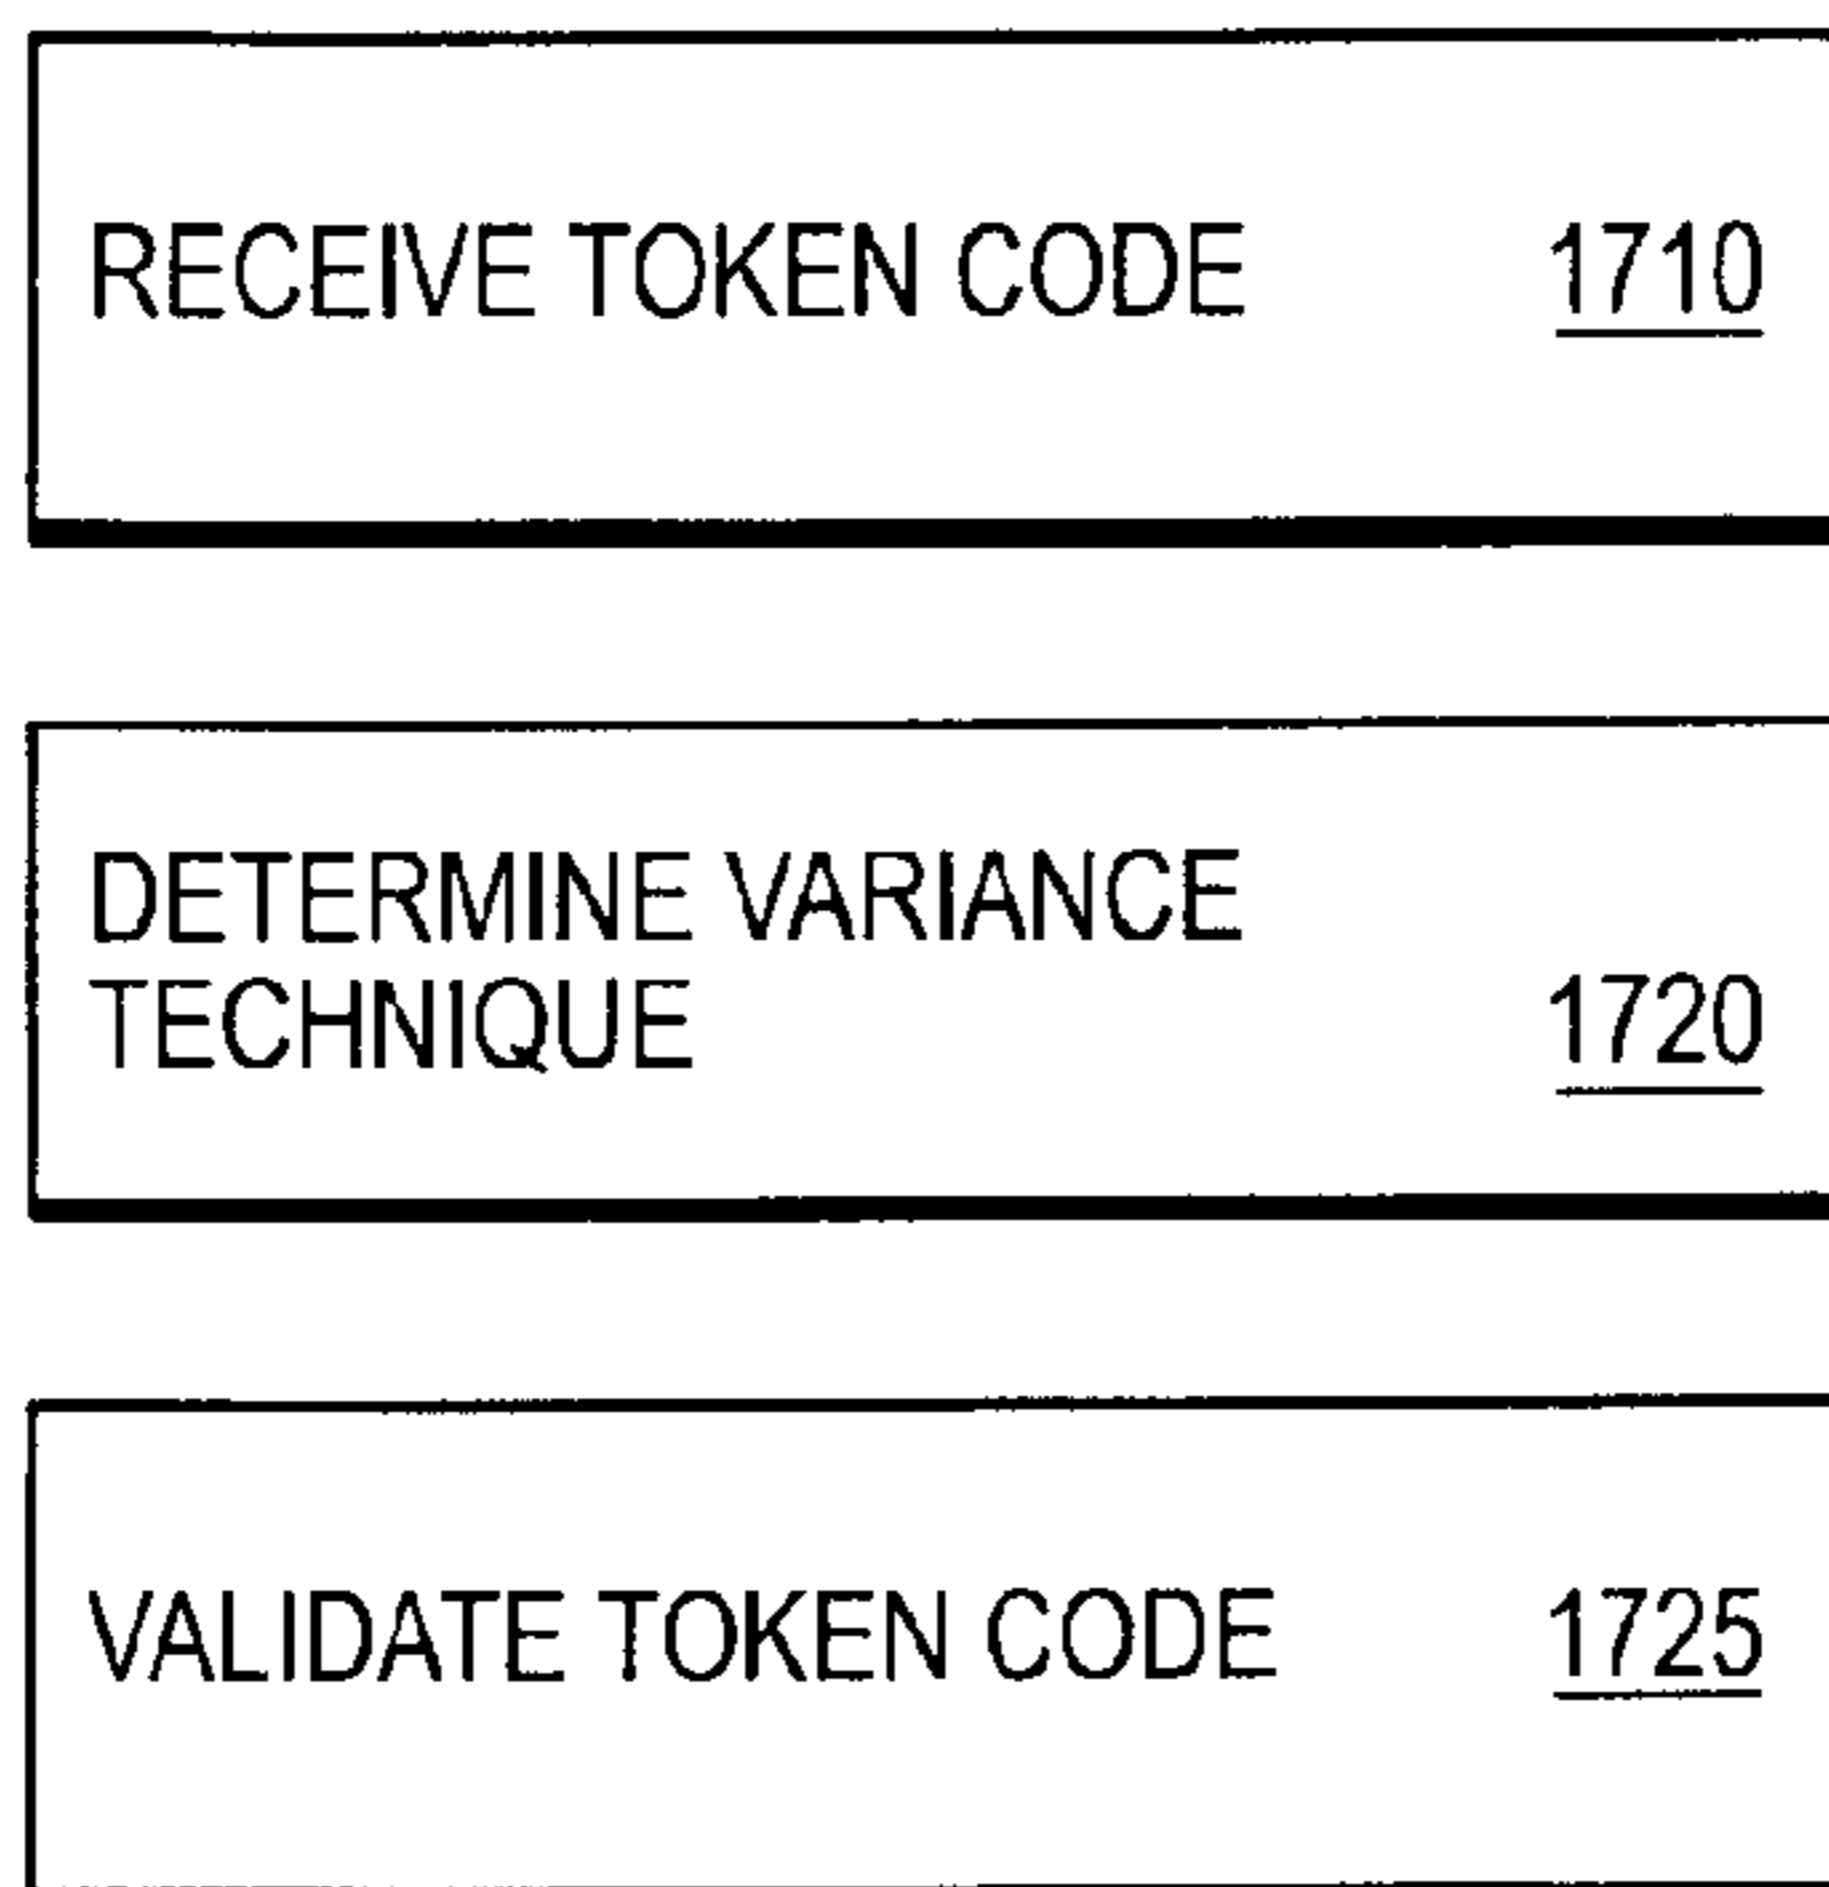 RECEIVE TOKEN CODE 1710
DETERMINE VARIANCE
TECHNIQUE 1720
VALIDATE TOKEN CODE 1725